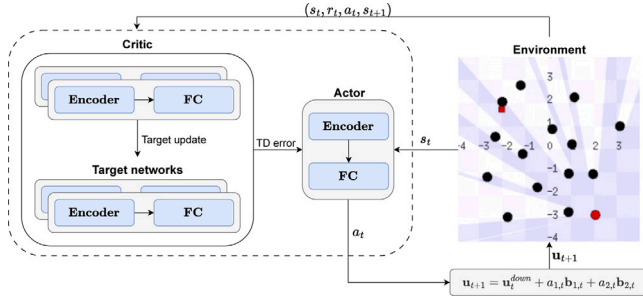 (s_t, r_t, a_t, s_{t+1})
Critic
Environment
Encoder
FC
Target update
Target networks
Encoder
FC
TD error
Actor
Encoder
FC
s_t
a_t
3
2
1
-4 -3 -2 -1 0 1 2 3
-1
-2
-3
-4
u_{t+1}
u_{t+1} = u_t^{down} + a_{1,t}b_{1,t} + a_{2,t}b_{2,t}